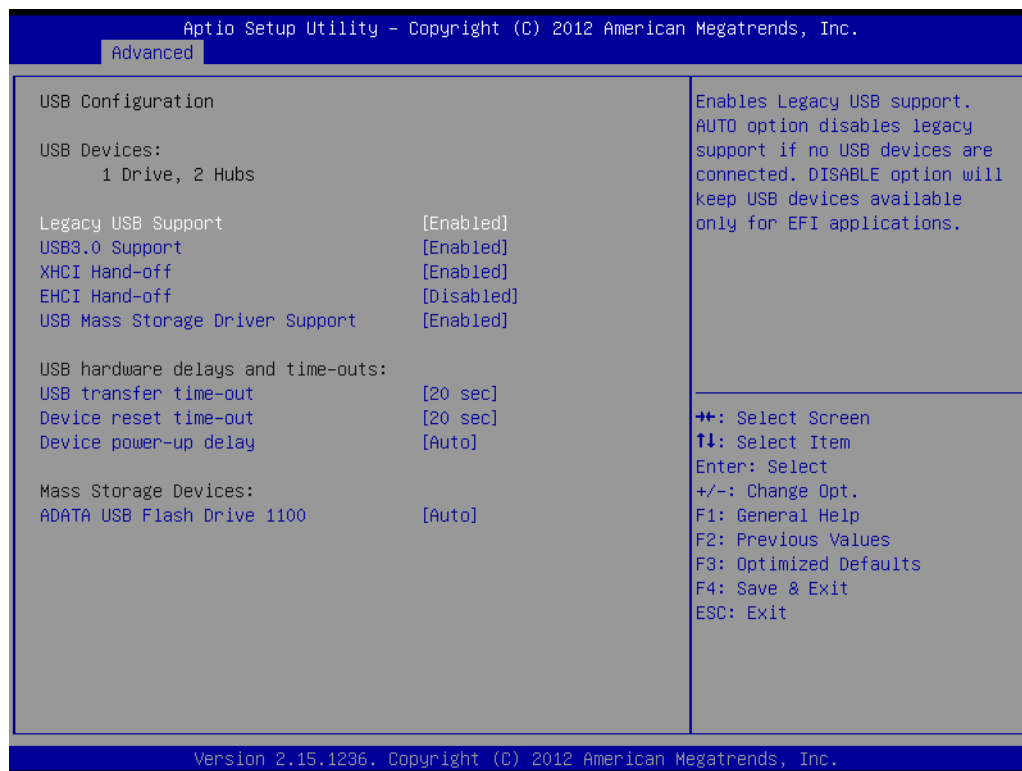 Aptio Setup Utility – Copyright (C) 2012 American Megatrends, Inc.
Advanced
USB Configuration
USB Devices:
1 Drive, 2 Hubs
Legacy USB Support [Enabled]
USB3.0 Support [Enabled]
XHCI Hand-off [Enabled]
EHCI Hand-off [Disabled]
USB Mass Storage Driver Support [Enabled]
USB hardware delays and time-outs:
USB transfer time-out [20 sec]
Device reset time-out [20 sec]
Device power-up delay [Auto]
Mass Storage Devices:
ADATA USB Flash Drive 1100 [Auto]
Enables Legacy USB support.
AUTO option disables legacy
support if no USB devices are
connected. DISABLE option will
keep USB devices available
only for EFI applications.
→←: Select Screen
↑↓: Select Item
Enter: Select
+/-: Change Opt.
F1: General Help
F2: Previous Values
F3: Optimized Defaults
F4: Save & Exit
ESC: Exit
Version 2.15.1236. Copyright (C) 2012 American Megatrends, Inc.